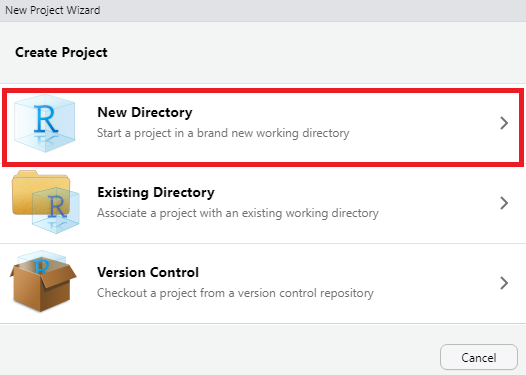 New Project Wizard
Create Project
R
New Directory
Start a project in a brand new working directory
R
Existing Directory
Associate a project with an existing working directory
R
Version Control
Checkout a project from a version control repository
Cancel